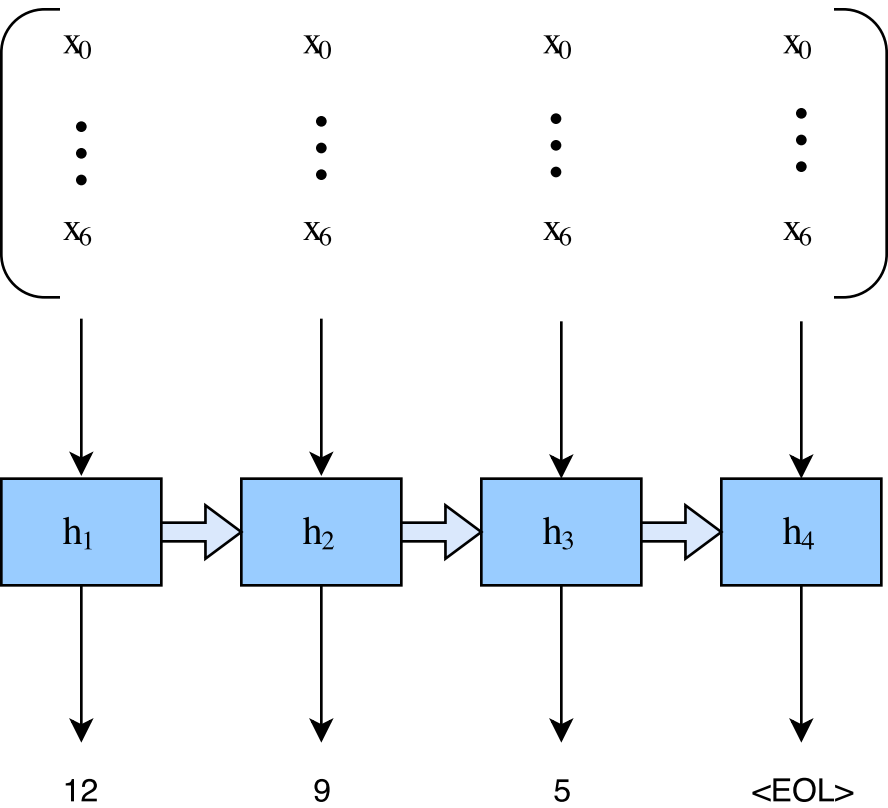 x₀ x₀ x₀ x₀
x₆ x₆ x₆ x₆
h₁ h₂ h₃ h₄
12 9 5 <EOL>